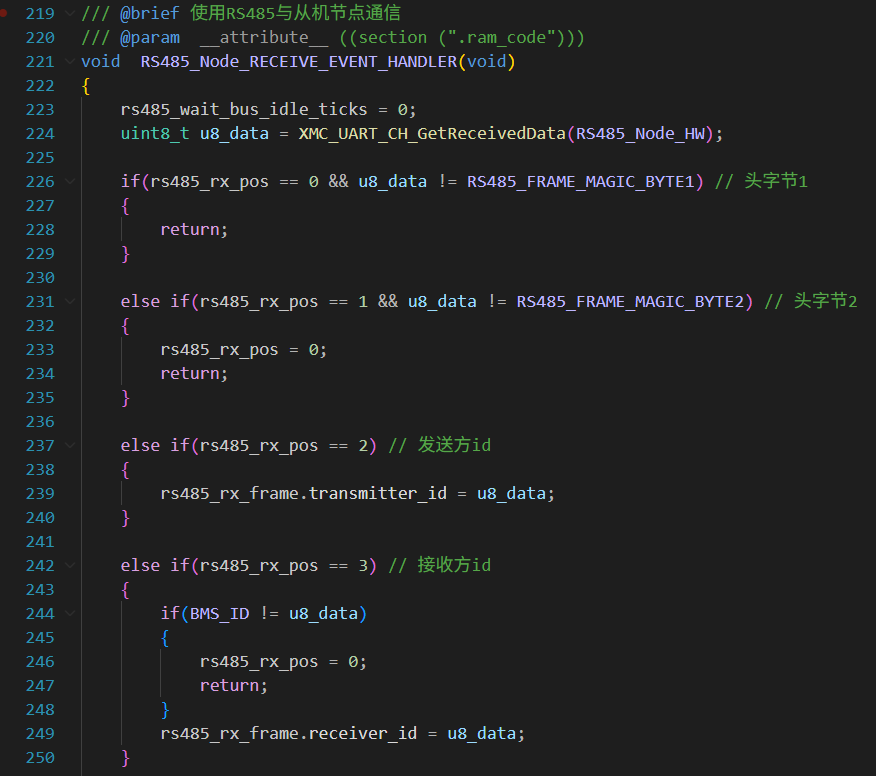 219 /// @brief 使用RS485与从机节点通信
220 /// @param  __attribute__ ((section (".ram_code")))
221 void  RS485_Node_RECEIVE_EVENT_HANDLER(void)
222 {
223     rs485_wait_bus_idle_ticks = 0;
224     uint8_t u8_data = XMC_UART_CH_GetReceivedData(RS485_Node_HW);
225
226     if(rs485_rx_pos == 0 && u8_data != RS485_FRAME_MAGIC_BYTE1) // 头字节1
227     {
228         return;
229     }
230
231     else if(rs485_rx_pos == 1 && u8_data != RS485_FRAME_MAGIC_BYTE2) // 头字节2
232     {
233         rs485_rx_pos = 0;
234         return;
235     }
236
237     else if(rs485_rx_pos == 2) // 发送方id
238     {
239         rs485_rx_frame.transmitter_id = u8_data;
240     }
241
242     else if(rs485_rx_pos == 3) // 接收方id
243     {
244         if(BMS_ID != u8_data)
245         {
246             rs485_rx_pos = 0;
247             return;
248         }
249         rs485_rx_frame.receiver_id = u8_data;
250     }